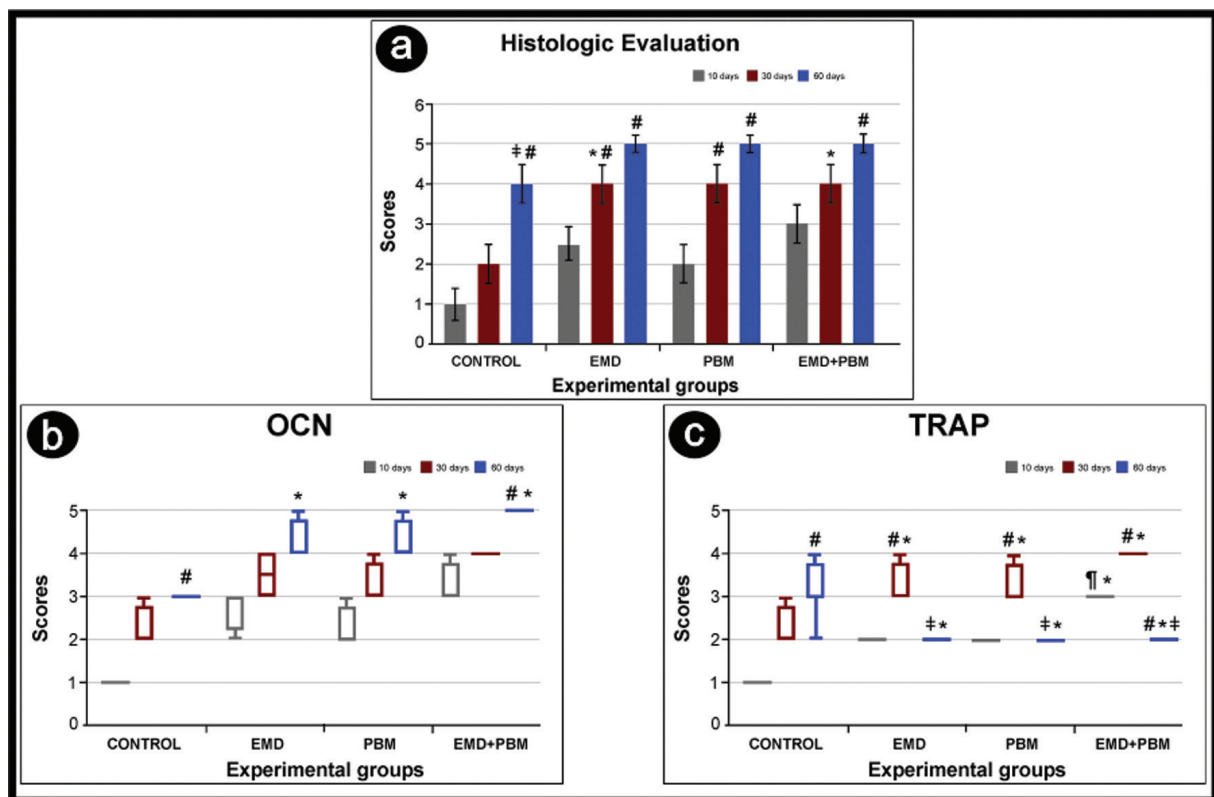 a
Histologic Evaluation
10 days 30 days 60 days
6
5
4
3
2
1
0
Scores
‡ #
* #
#
#
#
*
#
CONTROL EMD PBM EMD+PBM
Experimental groups
b
OCN
10 days 30 days 60 days
5
4
3
2
1
0
Scores
#
*
*
# *
CONTROL EMD PBM EMD+PBM
Experimental groups
c
TRAP
10 days 30 days 60 days
5
4
3
2
1
0
Scores
#
# *
‡ *
# *
‡ *
¶ *
# *
# * ‡
CONTROL EMD PBM EMD+PBM
Experimental groups